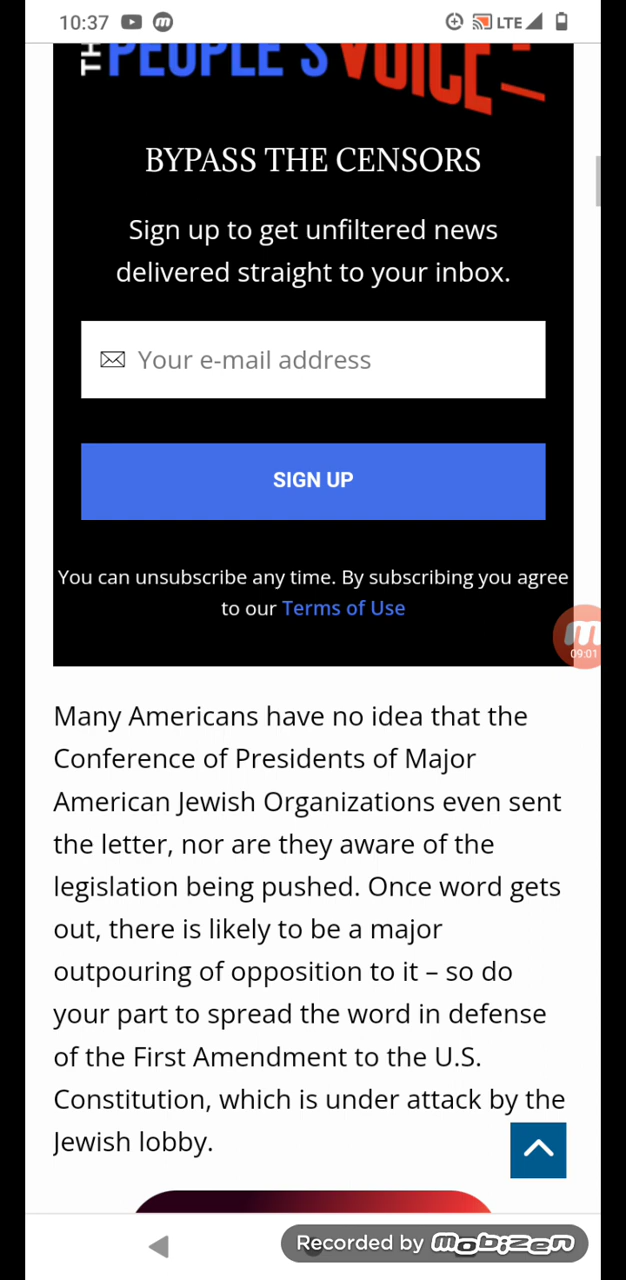 10:37 m LTE
THE PEOPLE'S VOICE
BYPASS THE CENSORS
Sign up to get unfiltered news
delivered straight to your inbox.
Your e-mail address
SIGN UP
You can unsubscribe any time. By subscribing you agree
to our Terms of Use
m
09:01
Many Americans have no idea that the
Conference of Presidents of Major
American Jewish Organizations even sent
the letter, nor are they aware of the
legislation being pushed. Once word gets
out, there is likely to be a major
outpouring of opposition to it – so do
your part to spread the word in defense
of the First Amendment to the U.S.
Constitution, which is under attack by the
Jewish lobby.
Recorded by mobizen